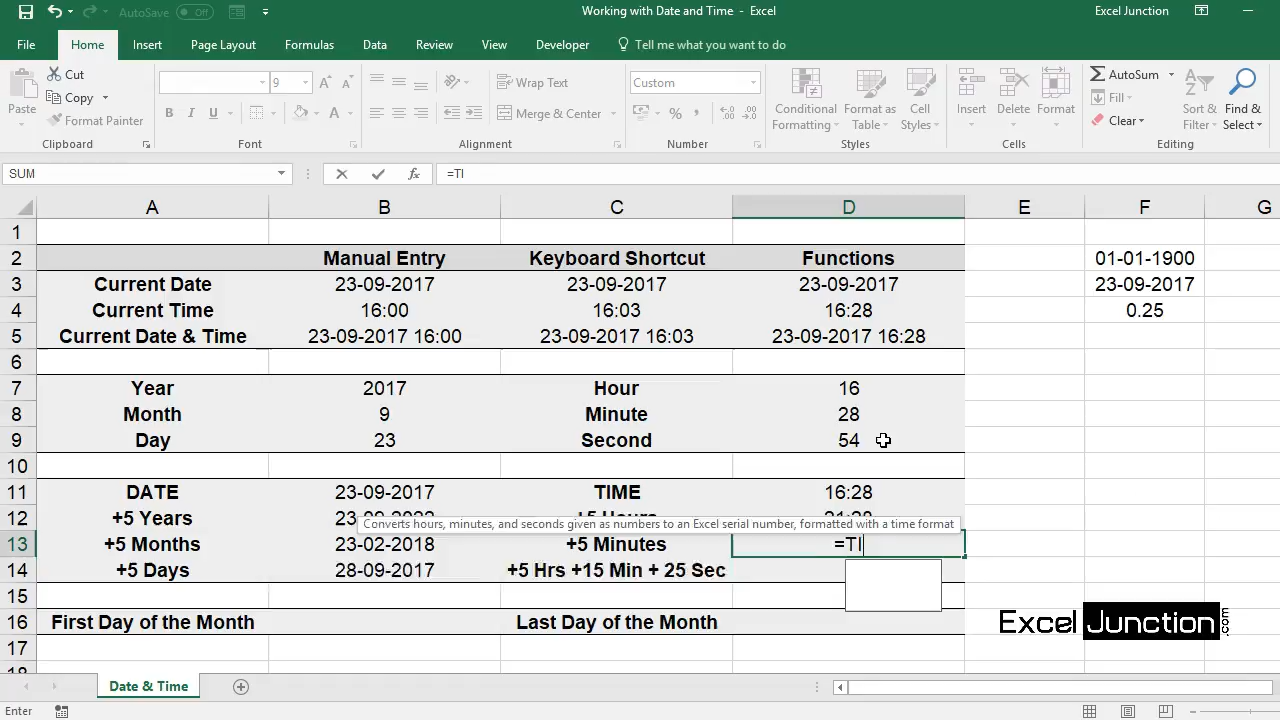 AutoSave Off
Working with Date and Time - Excel
Excel Junction
File Home Insert Page Layout Formulas Data Review View Developer Tell me what you want to do
Paste
Cut
Copy
Format Painter
Clipboard
9
B I U
Font
Wrap Text
Merge & Center
Alignment
Custom
Number
Conditional Formatting
Format as Table
Cell Styles
Styles
Insert Delete Format
Cells
AutoSum
Fill
Clear
Sort & Filter
Find & Select
Editing
SUM fx =TI
A B C D E F G
1
2 Manual Entry Keyboard Shortcut Functions 01-01-1900
3 Current Date 23-09-2017 23-09-2017 23-09-2017 23-09-2017
4 Current Time 16:00 16:03 16:28 0.25
5 Current Date & Time 23-09-2017 16:00 23-09-2017 16:03 23-09-2017 16:28
6
7 Year 2017 Hour 16
8 Month 9 Minute 28
9 Day 23 Second 54
10
11 DATE 23-09-2017 TIME 16:28
12 +5 Years
Converts hours, minutes, and seconds given as numbers to an Excel serial number, formatted with a time format
13 +5 Months 23-02-2018 +5 Minutes =TI
14 +5 Days 28-09-2017 +5 Hrs +15 Min + 25 Sec
15
16 First Day of the Month Last Day of the Month
17
Excel Junction .com
Date & Time
Enter